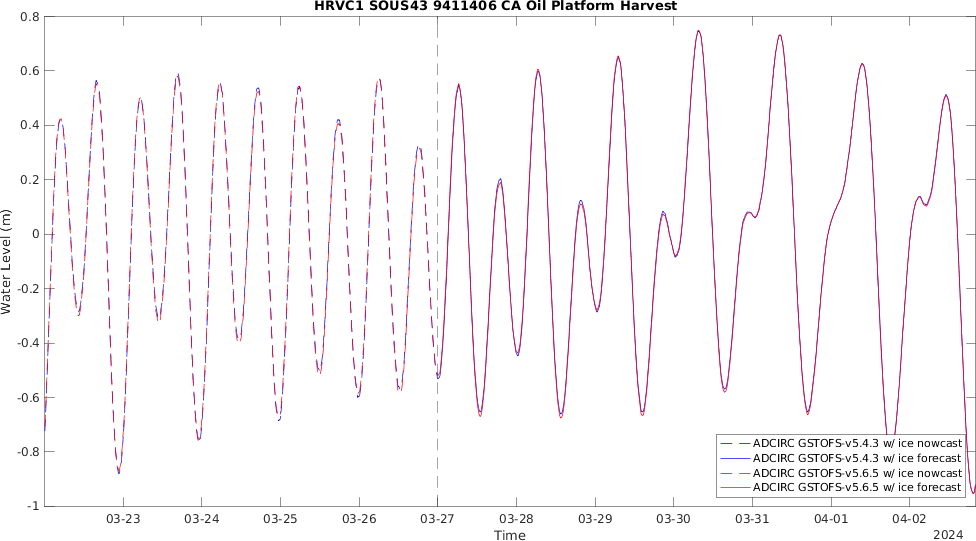 HRVC1 SOUS43 9411406 CA Oil Platform Harvest
Water Level (m)
0.8
0.6
0.4
0.2
0
-0.2
-0.4
-0.6
-0.8
-1
ADCIRC GSTOFS-v5.4.3 w/ ice nowcast
ADCIRC GSTOFS-v5.4.3 w/ ice forecast
ADCIRC GSTOFS-v5.6.5 w/ ice nowcast
ADCIRC GSTOFS-v5.6.5 w/ ice forecast
03-23 03-24 03-25 03-26 03-27 03-28 03-29 03-30 03-31 04-01 04-02
Time
2024